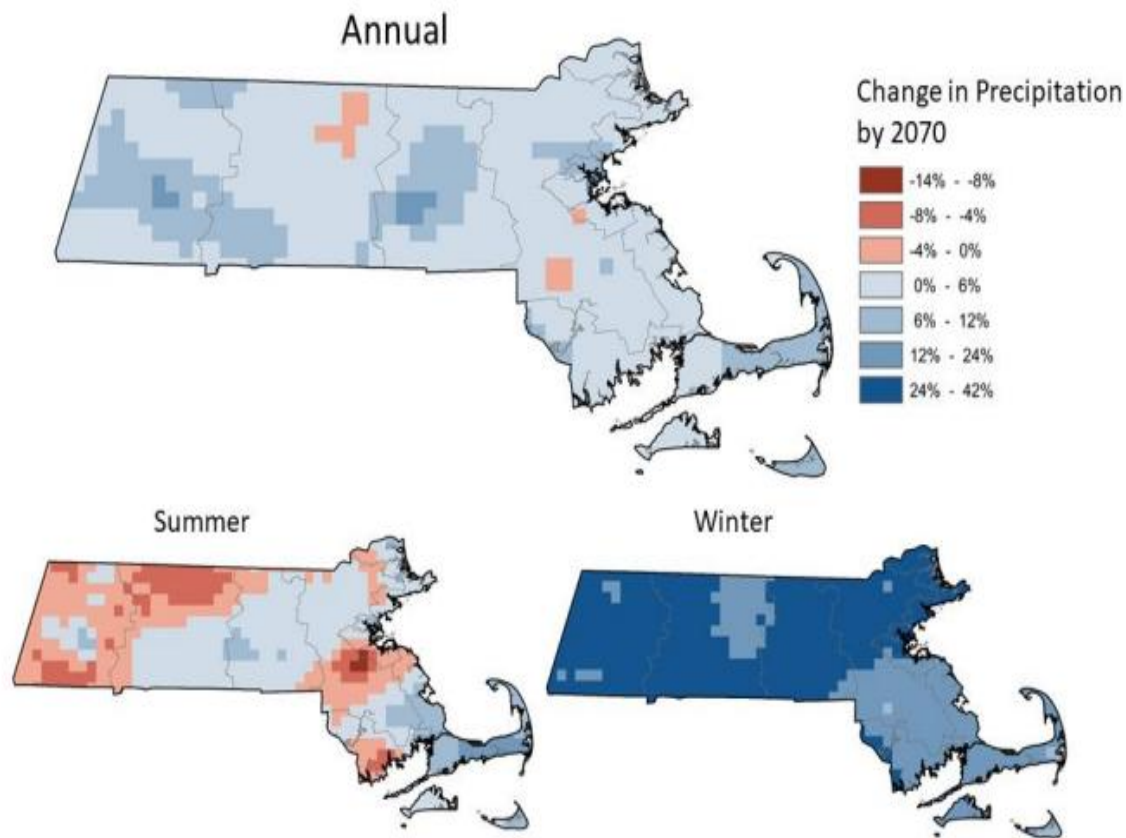 Annual
Change in Precipitation
by 2070
-14% - -8%
-8% - -4%
-4% - 0%
0% - 6%
6% - 12%
12% - 24%
24% - 42%
Summer
Winter